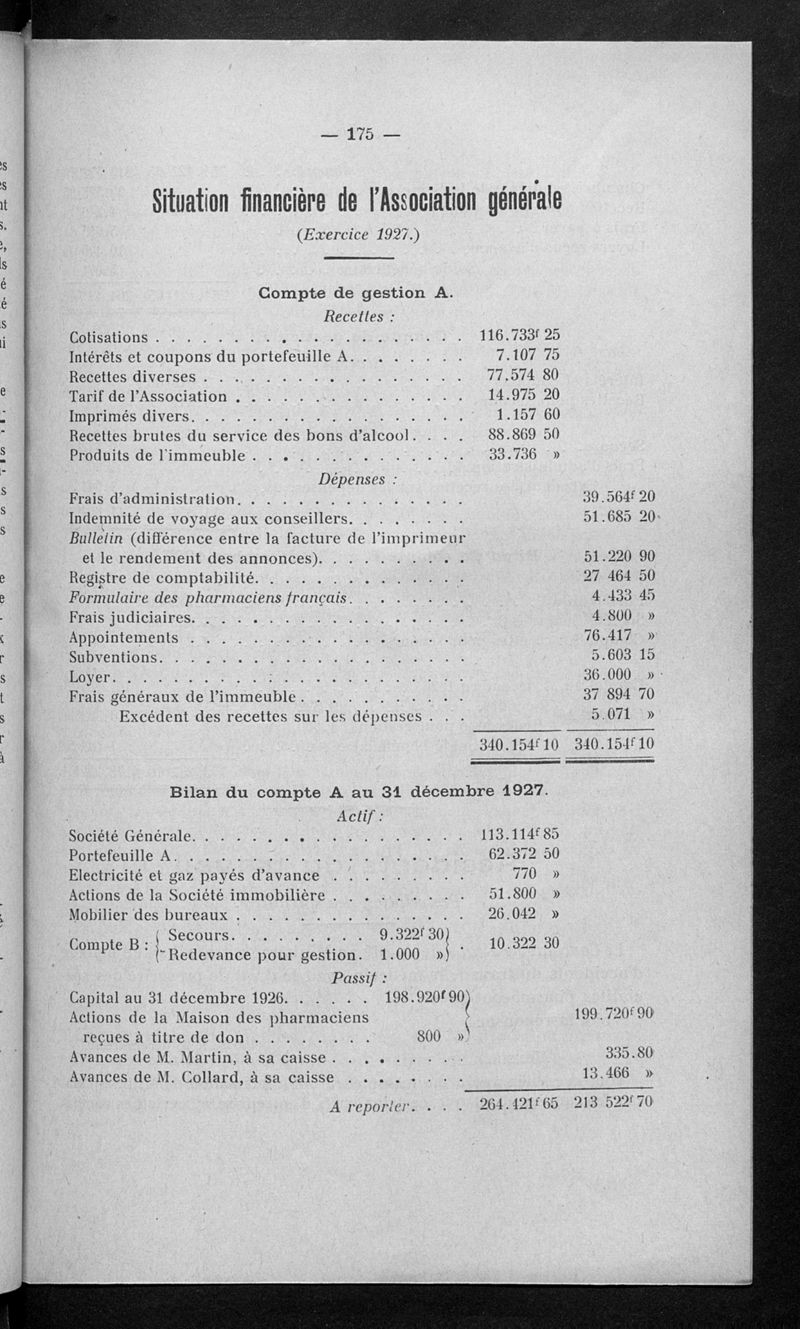 — 175 —
Situation financière de l'Association générale
(Exercice 1927.)
Compte de gestion A.
Recettes :
Cotisations . . . . . . . . . . . . . . . . . . . . 116.733f 25
Intérêts et coupons du portefeuille A. . . . . . . . 7.107 75
Recettes diverses . . . . . . . . . . . . . . . . . 77.574 80
Tarif de l'Association . . . . . . . . . . . . . . . 14.975 20
Imprimés divers. . . . . . . . . . . . . . . . . . 1.157 60
Recettes brutes du service des bons d'alcool. . . . 88.869 50
Produits de l'immeuble . . . . . . . . . . . . . . 33.736 »
Dépenses :
Frais d'administration. . . . . . . . . . . . . . . 39.564f 20
Indemnité de voyage aux conseillers. . . . . . . . 51.685 20
Bulletin (différence entre la facture de l'imprimeur
et le rendement des annonces). . . . . . . . . . 51.220 90
Registre de comptabilité. . . . . . . . . . . . . . 27 464 50
Formulaire des pharmaciens français. . . . . . . . 4.433 45
Frais judiciaires. . . . . . . . . . . . . . . . . . 4.800 »
Appointements . . . . . . . . . . . . . . . . . . 76.417 »
Subventions. . . . . . . . . . . . . . . . . . . . 5.603 15
Loyer. . . . . . . . . . . . . . . . . . . . . . . 36.000 »
Frais généraux de l'immeuble . . . . . . . . . . . 37 894 70
Excédent des recettes sur les dépenses . . . 5.071 »
340.154f 10 340.154f 10
Bilan du compte A au 31 décembre 1927.
Actif :
Société Générale. . . . . . . . . . . . . . . . . . 113.114f 85
Portefeuille A. . . . . . . . . . . . . . . . . . . 62.372 50
Electricité et gaz payés d'avance . . . . . . . . . 770 »
Actions de la Société immobilière . . . . . . . . . 51.800 »
Mobilier des bureaux . . . . . . . . . . . . . . . 26.042 »
Compte B : { Secours. . . . . . . . . 9.322f 30 } . 10.322 30
Redevance pour gestion. 1.000 »
Passif :
Capital au 31 décembre 1926. . . . . . 198.920f 90
Actions de la Maison des pharmaciens } 199.720f 90
reçues à titre de don . . . . . . . . 800 »
Avances de M. Martin, à sa caisse . . . . . . . . . 335.80
Avances de M. Collard, à sa caisse . . . . . . . . 13.466 »
A reporter. . . . 264.421f 65 213 522f 70